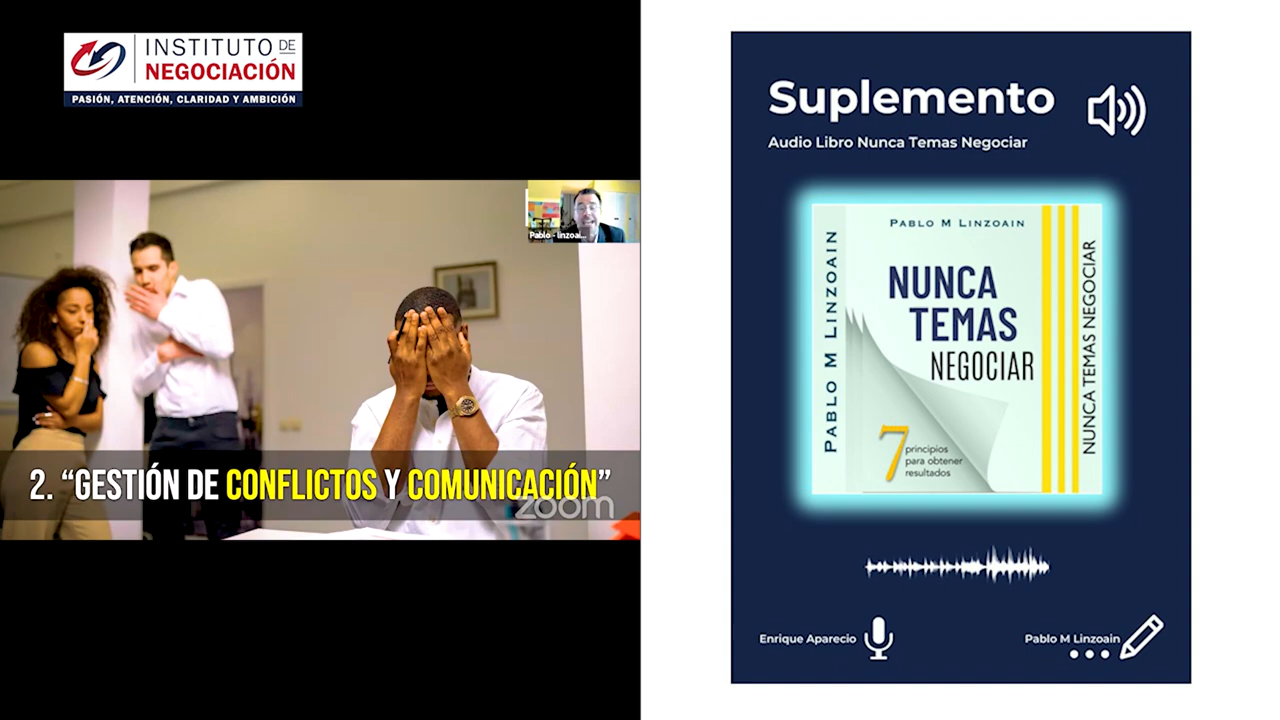 INSTITUTO DE
NEGOCIACIÓN
PASIÓN, ATENCIÓN, CLARIDAD Y AMBICIÓN
Pablo - linzoai...
2. “GESTIÓN DE CONFLICTOS Y COMUNICACIÓN”
zoom
Suplemento
Audio Libro Nunca Temas Negociar
PABLO M LINZOAIN
PABLO M LINZOAIN
NUNCA
TEMAS
NEGOCIAR
7 principios
para obtener
resultados
NUNCA TEMAS NEGOCIAR
Enrique Aparecio
Pablo M Linzoain